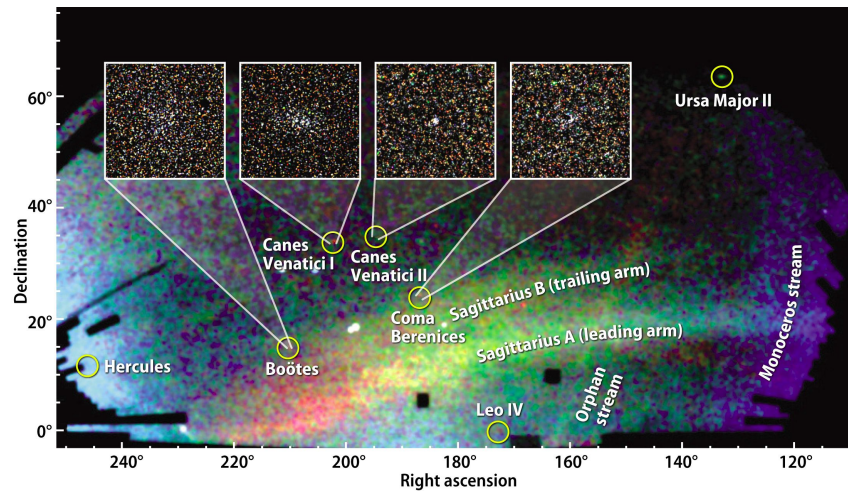 60°
Ursa Major II
40°
Declination
Canes
Venatici I
Canes
Venatici II
Sagittarius B (trailing arm)
Coma
Berenices
Sagittarius A (leading arm)
Monoceros stream
20°
Hercules
Boötes
Leo IV
Orphan
stream
0°
240° 220° 200° 180° 160° 140° 120°
Right ascension